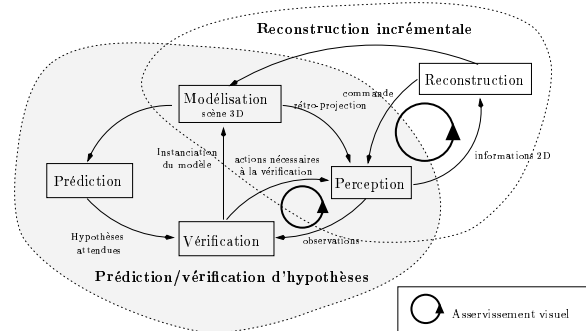 Reconstruction incrémentale
Reconstruction
Modélisation
scène 3D
commande
rétro-projection
Instanciation
du modèle
actions nécessaires
à la vérification
informations 2D
Prédiction
Perception
Hypothèses
attendues
Vérification
observations
Prédiction/vérification d'hypothèses
Asservissement visuel